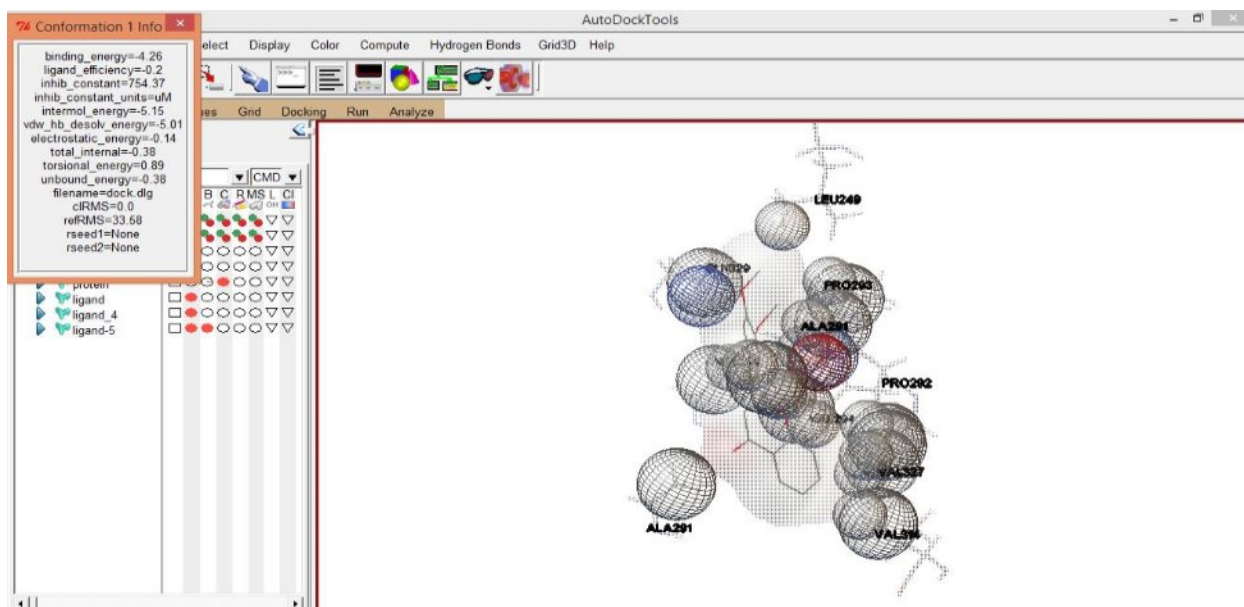 AutoDockTools
Conformation 1 Info
binding_energy=-4.26
ligand_efficiency=-0.2
inhib_constant=754.37
inhib_constant_units=uM
intermol_energy=-5.15
vdw_hb_desolv_energy=-5.01
electrostatic_energy=-0.14
total_internal=-0.38
torsional_energy=0.89
unbound_energy=-0.38
filename=dock.dlg
clRMS=0.0
refRMS=33.58
rseed1=None
rseed2=None
elect Display Color Compute Hydrogen Bonds Grid3D Help
Grid Docking Run Analyze
CMD
B C R MS L Cl
protein
ligand
ligand_4
ligand-5
LEU249
PRO293
ALA291
PRO292
VAL327
ALA291